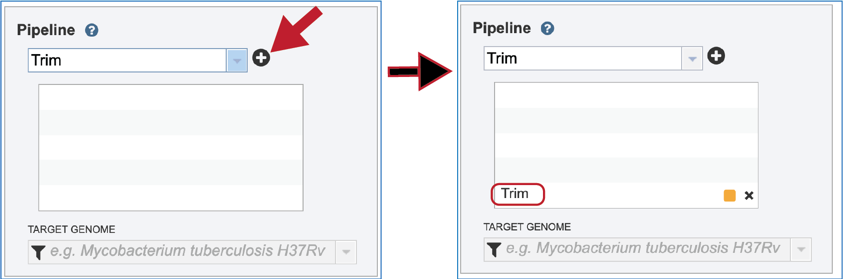 Pipeline ?
Trim
TARGET GENOME
e.g. Mycobacterium tuberculosis H37Rv
Pipeline ?
Trim
Trim
TARGET GENOME
e.g. Mycobacterium tuberculosis H37Rv